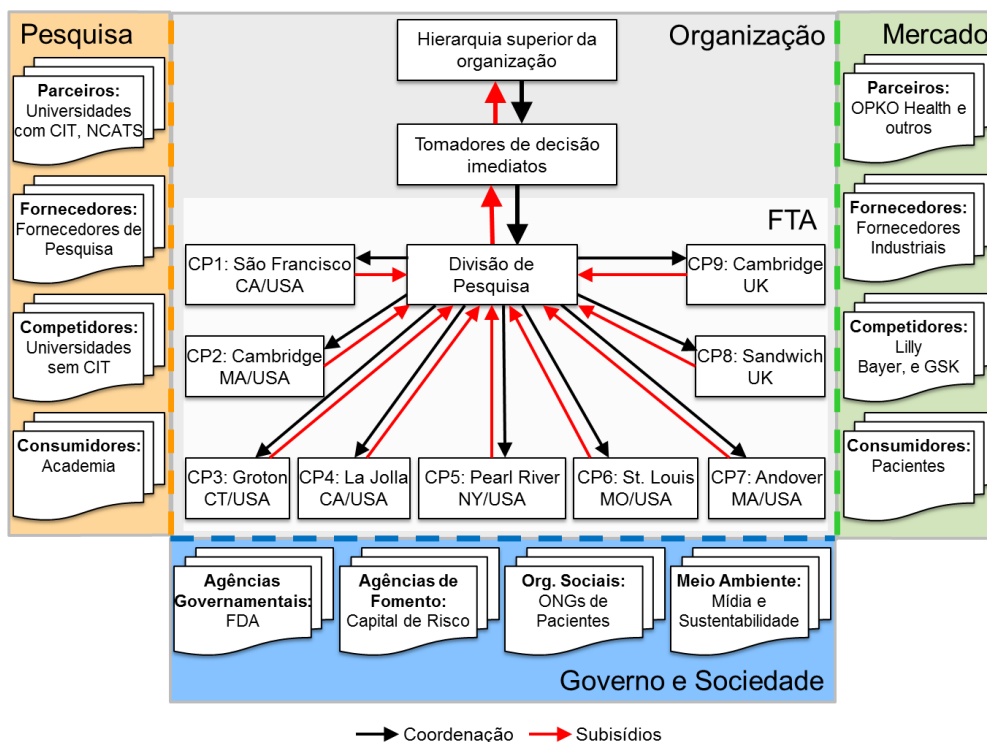 Pesquisa
Parceiros:
Universidades
com CIT, NCATS
Fornecedores:
Fornecedores de
Pesquisa
Competidores:
Universidades
sem CIT
Consumidores:
Academia
Organização
Hierarquia superior da
organização
Tomadores de decisão
imediatos
FTA
Divisão de
Pesquisa
CP1: São Francisco
CA/USA
CP2: Cambridge
MA/USA
CP3: Groton
CT/USA
CP4: La Jolla
CA/USA
CP5: Pearl River
NY/USA
CP6: St. Louis
MO/USA
CP7: Andover
MA/USA
CP8: Sandwich
UK
CP9: Cambridge
UK
Mercado
Parceiros:
OPKO Health e
outros
Fornecedores:
Fornecedores
Industriais
Competidores:
Lilly
Bayer, e GSK
Consumidores:
Pacientes
Agências
Governamentais:
FDA
Agências de
Fomento:
Capital de Risco
Org. Sociais:
ONGs de
Pacientes
Meio Ambiente:
Mídia e
Sustentabilidade
Governo e Sociedade
Coordenação
Subisídios